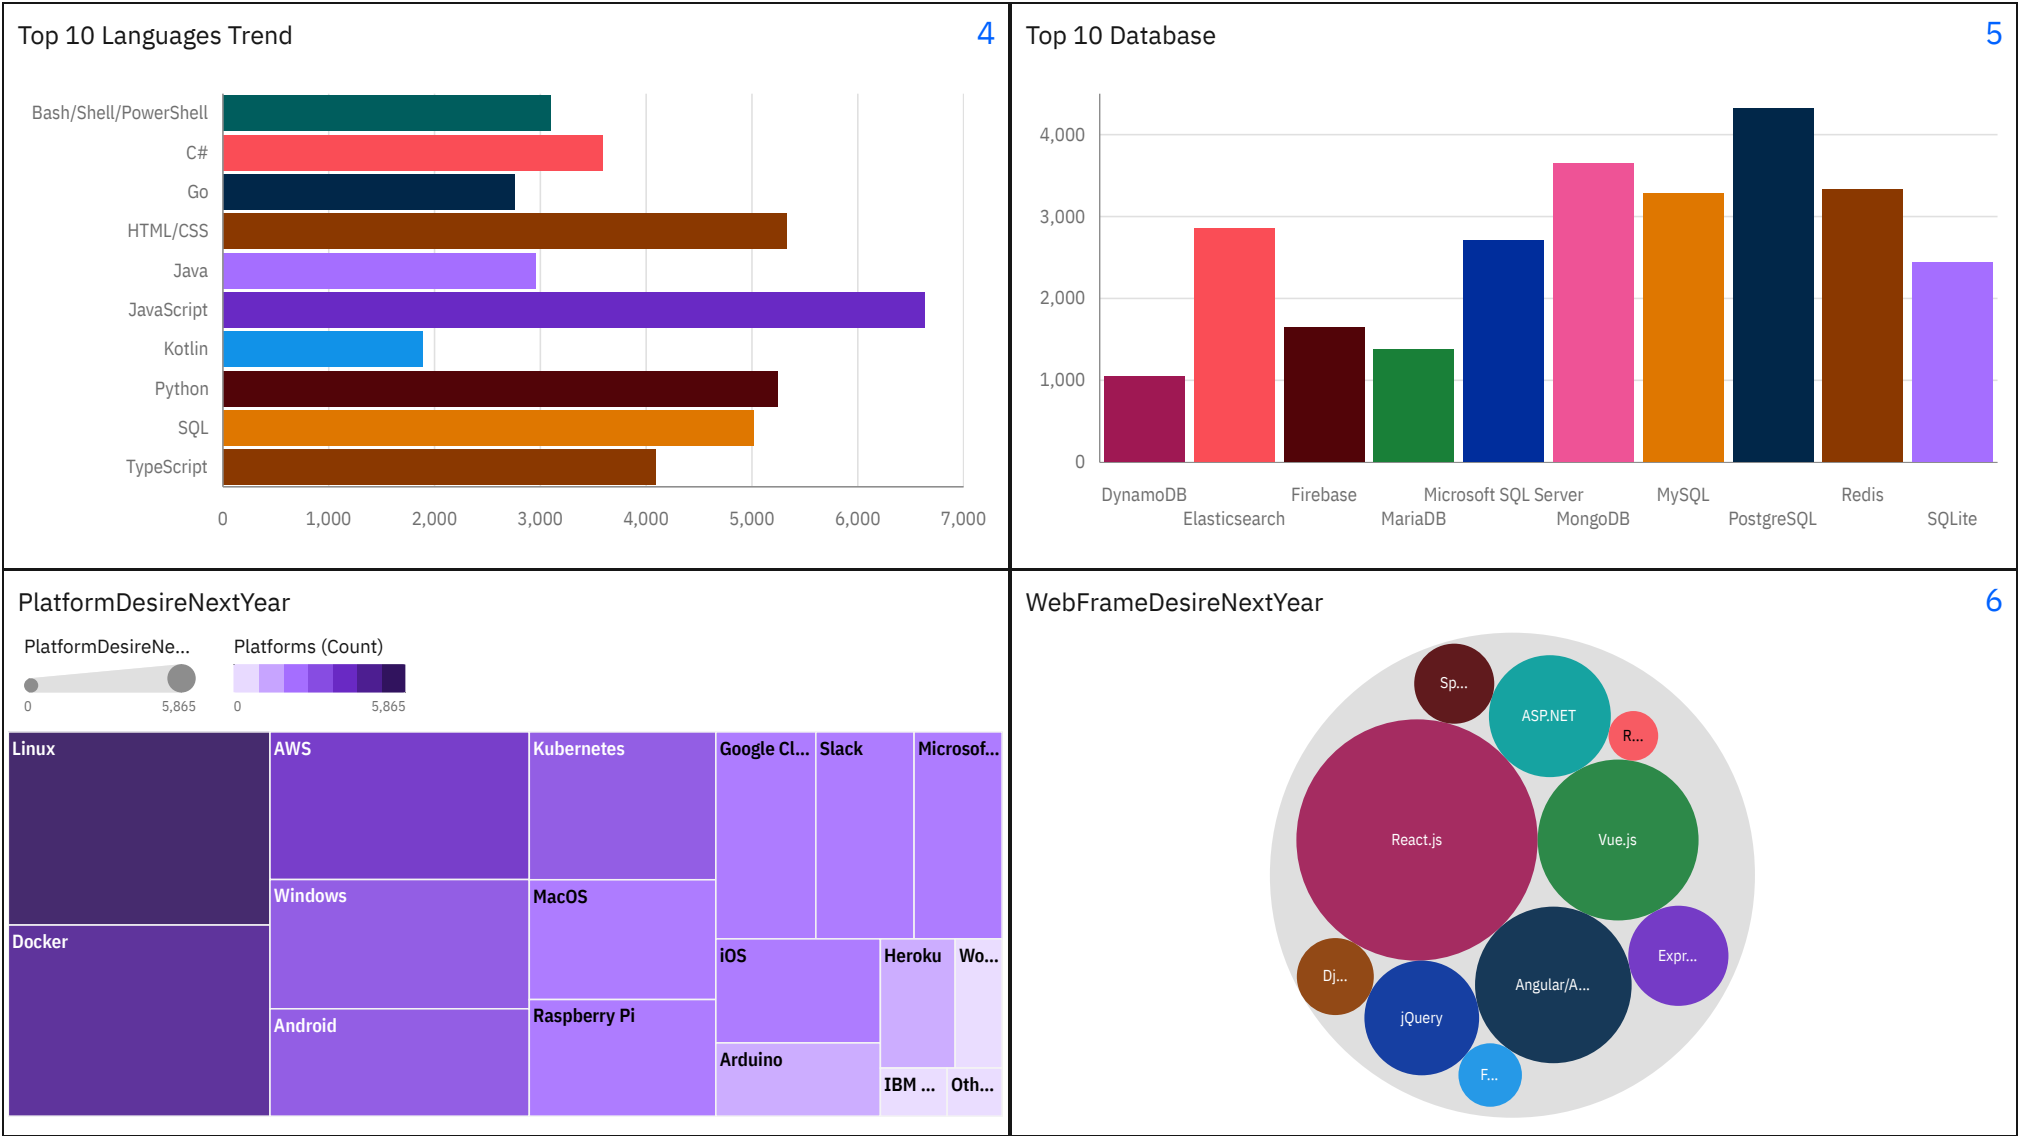 Top 10 Languages Trend
4
Bash/Shell/PowerShell
C#
Go
HTML/CSS
Java
JavaScript
Kotlin
Python
SQL
TypeScript
0 1,000 2,000 3,000 4,000 5,000 6,000 7,000
Top 10 Database
5
4,000
3,000
2,000
1,000
0
DynamoDB Firebase Microsoft SQL Server MySQL Redis
Elasticsearch MariaDB MongoDB PostgreSQL SQLite
PlatformDesireNextYear
PlatformDesireNe... Platforms (Count)
0 5,865 0 5,865
Linux AWS Kubernetes Google Cl... Slack Microsof...
Windows MacOS
Docker iOS Heroku Wo...
Android Raspberry Pi
Arduino IBM ... Oth...
WebFrameDesireNextYear
6
Sp...
ASP.NET
R...
React.js Vue.js
Expr...
Dj... Angular/A...
jQuery
F...